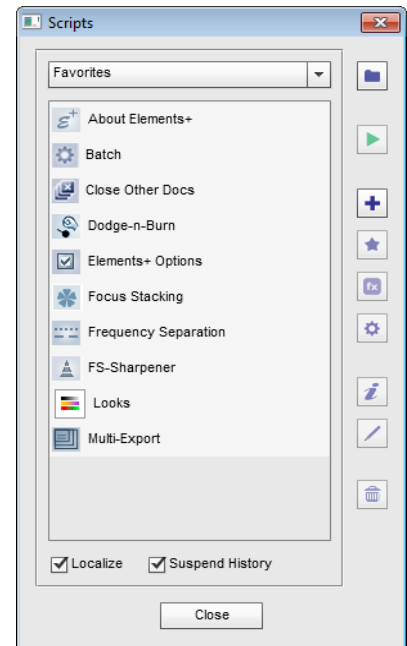 Scripts
Favorites
ε+ About Elements+
Batch
Close Other Docs
Dodge-n-Burn
Elements+ Options
Focus Stacking
Frequency Separation
FS-Sharpener
fx
Looks
i
Multi-Export
Localize Suspend History
Close